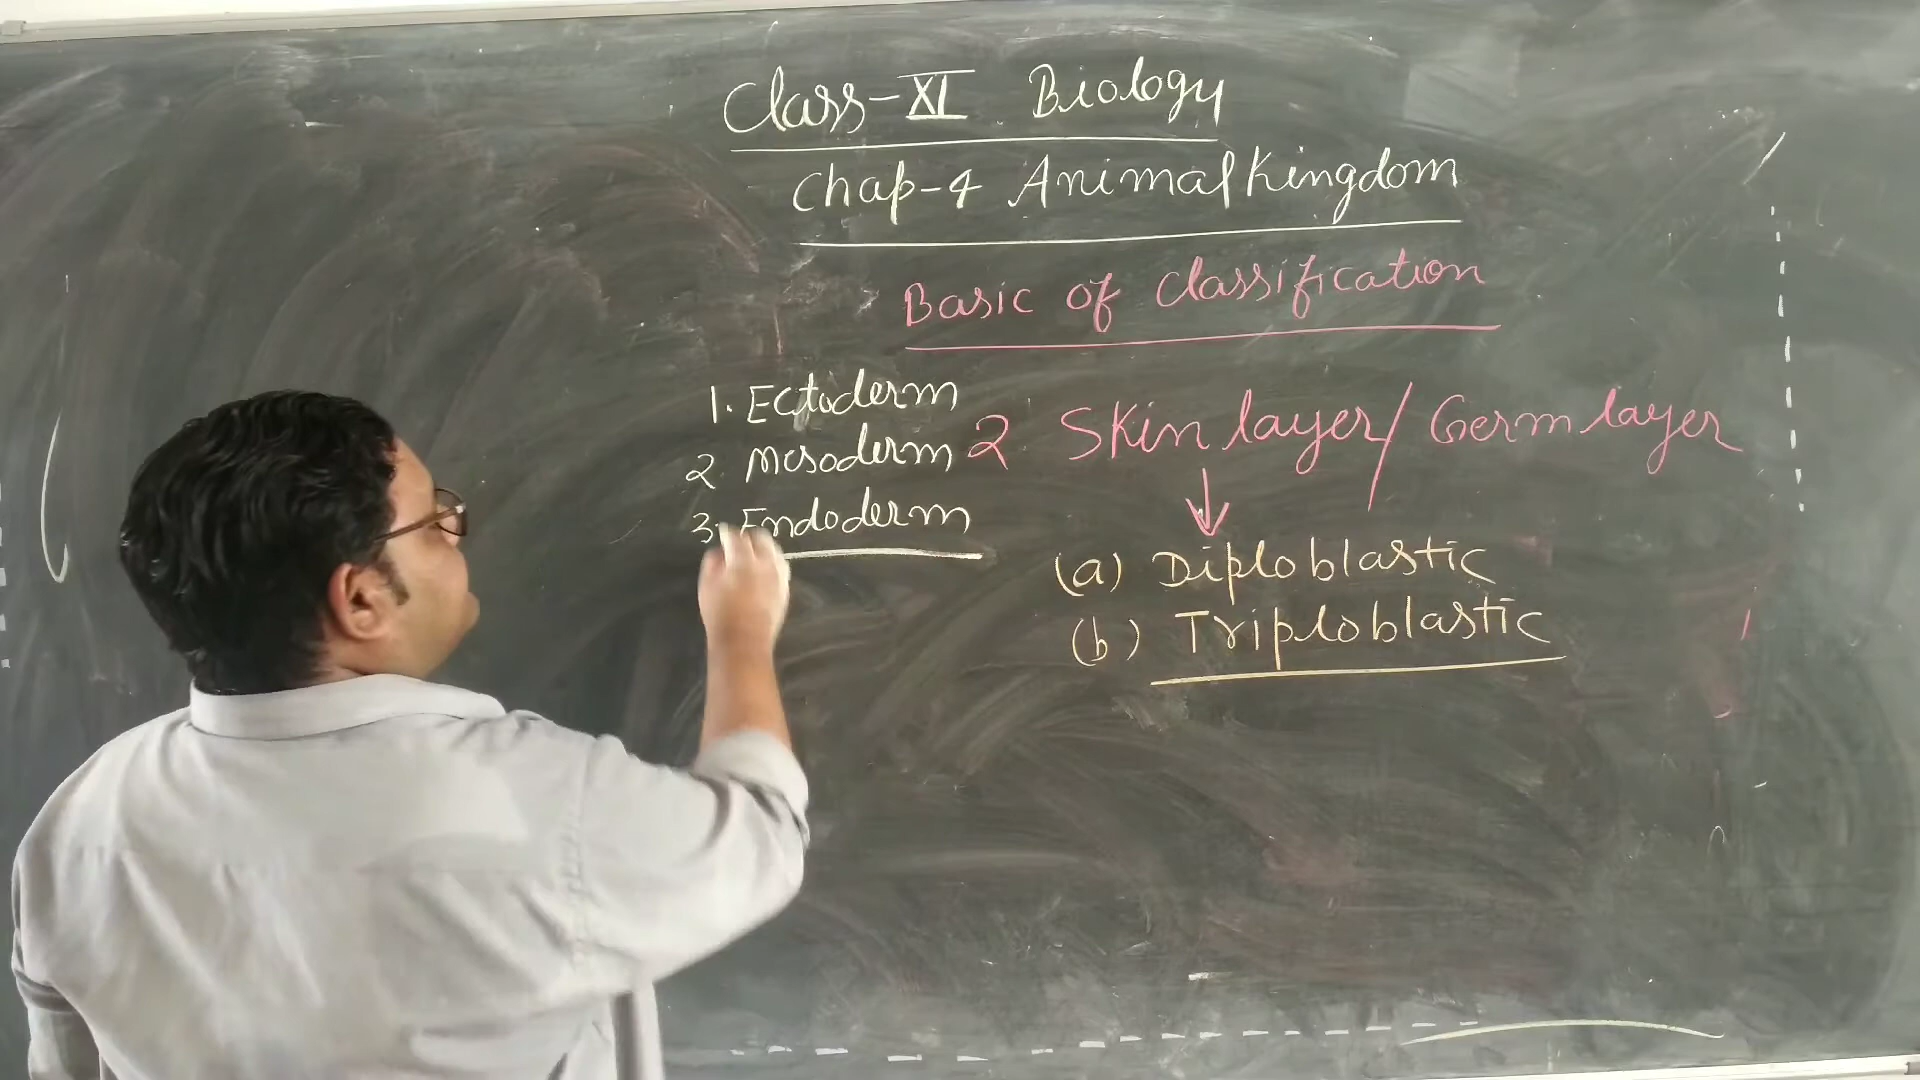 Class-XI Biology
Chap-4 Animal Kingdom
Basic of Classification
1. Ectoderm
2. Mesoderm
3. Endoderm
2 Skin layer/Germ layer
(a) Diploblastic
(b) Triploblastic